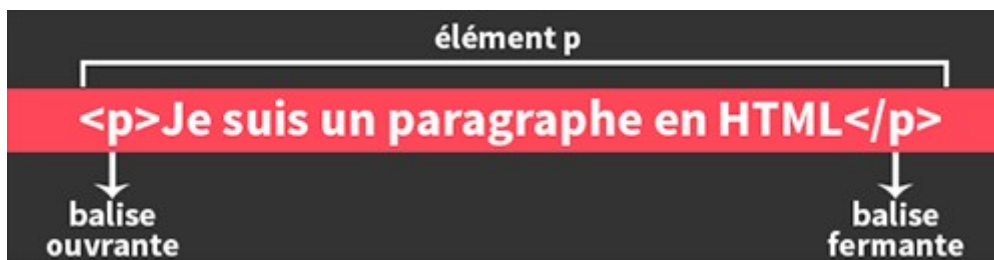 élément p
<p>Je suis un paragraphe en HTML</p>
balise
ouvrante
balise
fermante